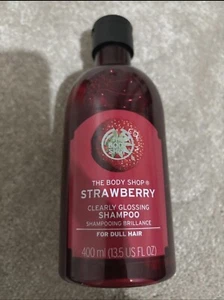 THE BODY SHOP®
STRAWBERRY
CLEARLY GLOSSING
SHAMPOO
SHAMPOOING BRILLANCE
FOR DULL HAIR
400 ml (13.5 US FL OZ)